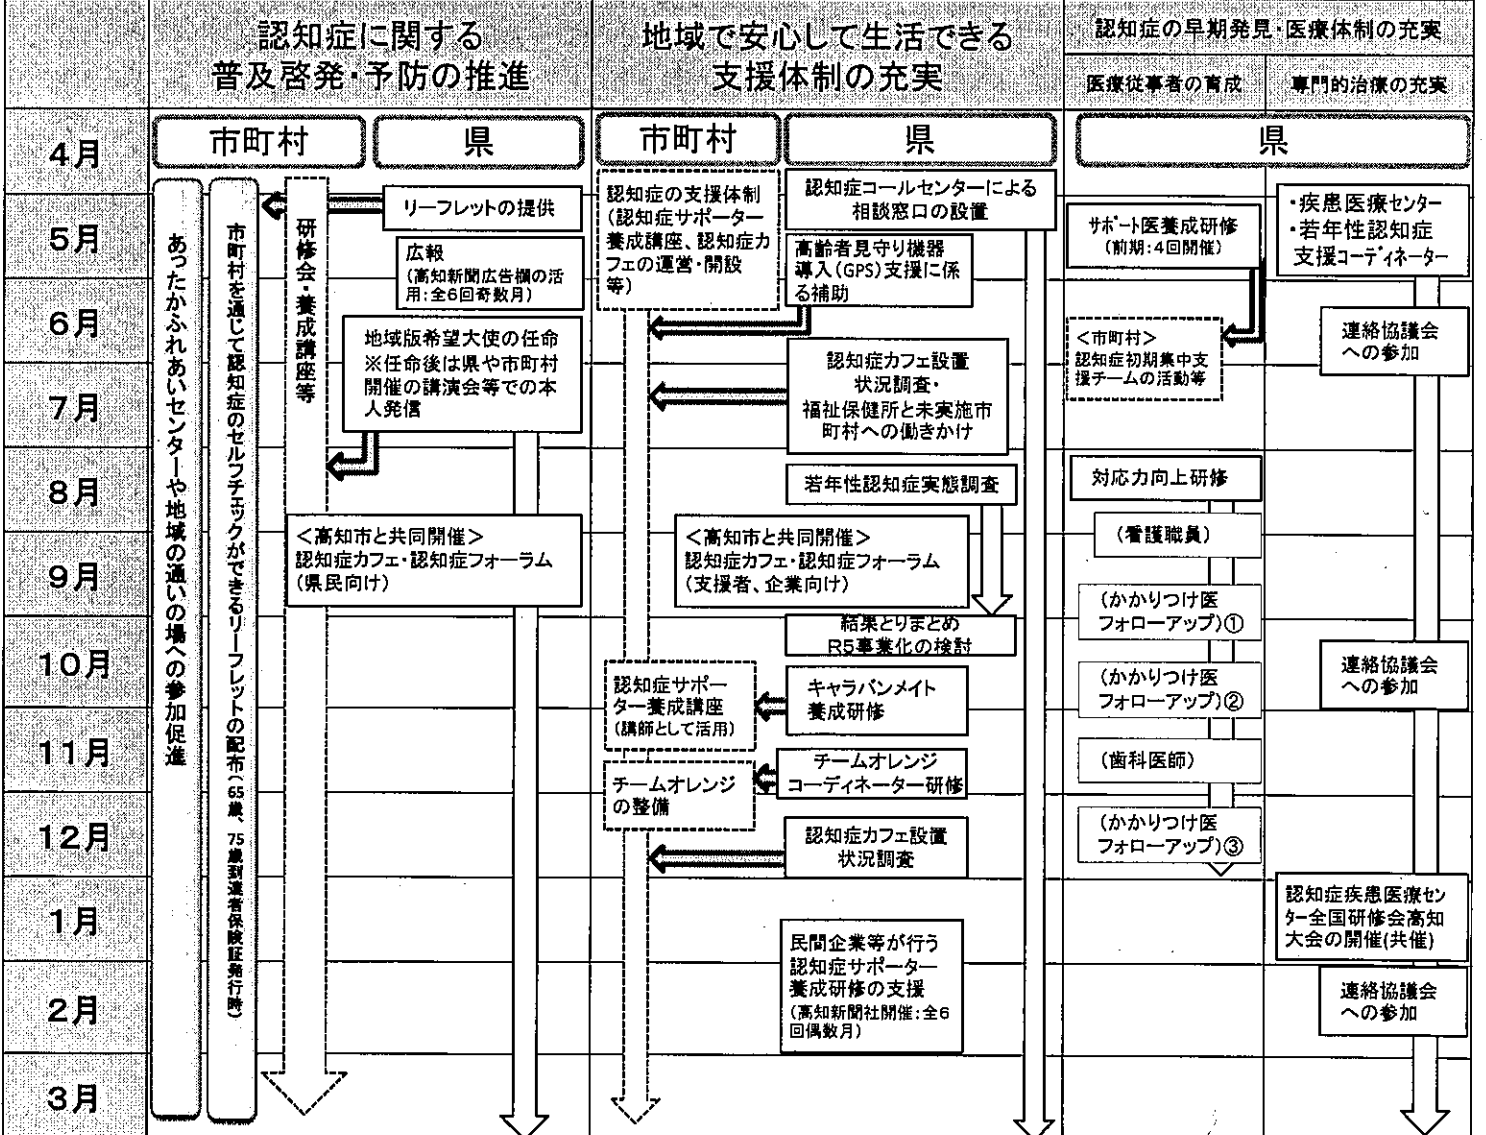 認知症に関する
普及啓発・予防の推進
地域で安心して生活できる
支援体制の充実
認知症の早期発見・医療体制の充実
医療従事者の育成
専門的治療の充実
4月
5月
6月
7月
8月
9月
10月
11月
12月
1月
2月
3月
市町村
県
あったかふれあいセンターや地域の通いの場への参加促進
市町村を通じて認知症のセルフチェックができるリーフレットの配布(65歳、75歳到達者保険証発行時)
研修会・養成講座等
リーフレットの提供
広報
(高知新聞広告欄の活
用:全6回奇数月)
地域版希望大使の任命
※任命後は県や市町村
開催の講演会等での本
人発信
<高知市と共同開催>
認知症カフェ・認知症フォーラム
(県民向け)
市町村
県
認知症の支援体制
(認知症サポーター
養成講座、認知症カ
フェの運営・開設
等)
認知症コールセンターによる
相談窓口の設置
高齢者見守り機器
導入(GPS)支援に係
る補助
認知症カフェ設置
状況調査・
福祉保健所と未実施市
町村への働きかけ
若年性認知症実態調査
<高知市と共同開催>
認知症カフェ・認知症フォーラム
(支援者、企業向け)
結果とりまとめ
R5事業化の検討
認知症サポー
ター養成講座
(講師として活用)
キャラバンメイト
養成研修
チームオレンジ
の整備
チームオレンジ
コーディネーター研修
認知症カフェ設置
状況調査
民間企業等が行う
認知症サポーター
養成研修の支援
(高知新聞社開催:全6
回偶数月)
県
サポート医養成研修
(前期:4回開催)
<市町村>
認知症初期集中支
援チームの活動等
対応力向上研修
(看護職員)
(かかりつけ医
フォローアップ)①
(かかりつけ医
フォローアップ)②
(歯科医師)
(かかりつけ医
フォローアップ)③
・疾患医療センター
・若年性認知症
支援コーディネーター
連絡協議会
への参加
連絡協議会
への参加
認知症疾患医療セン
ター全国研修会高知
大会の開催(共催)
連絡協議会
への参加